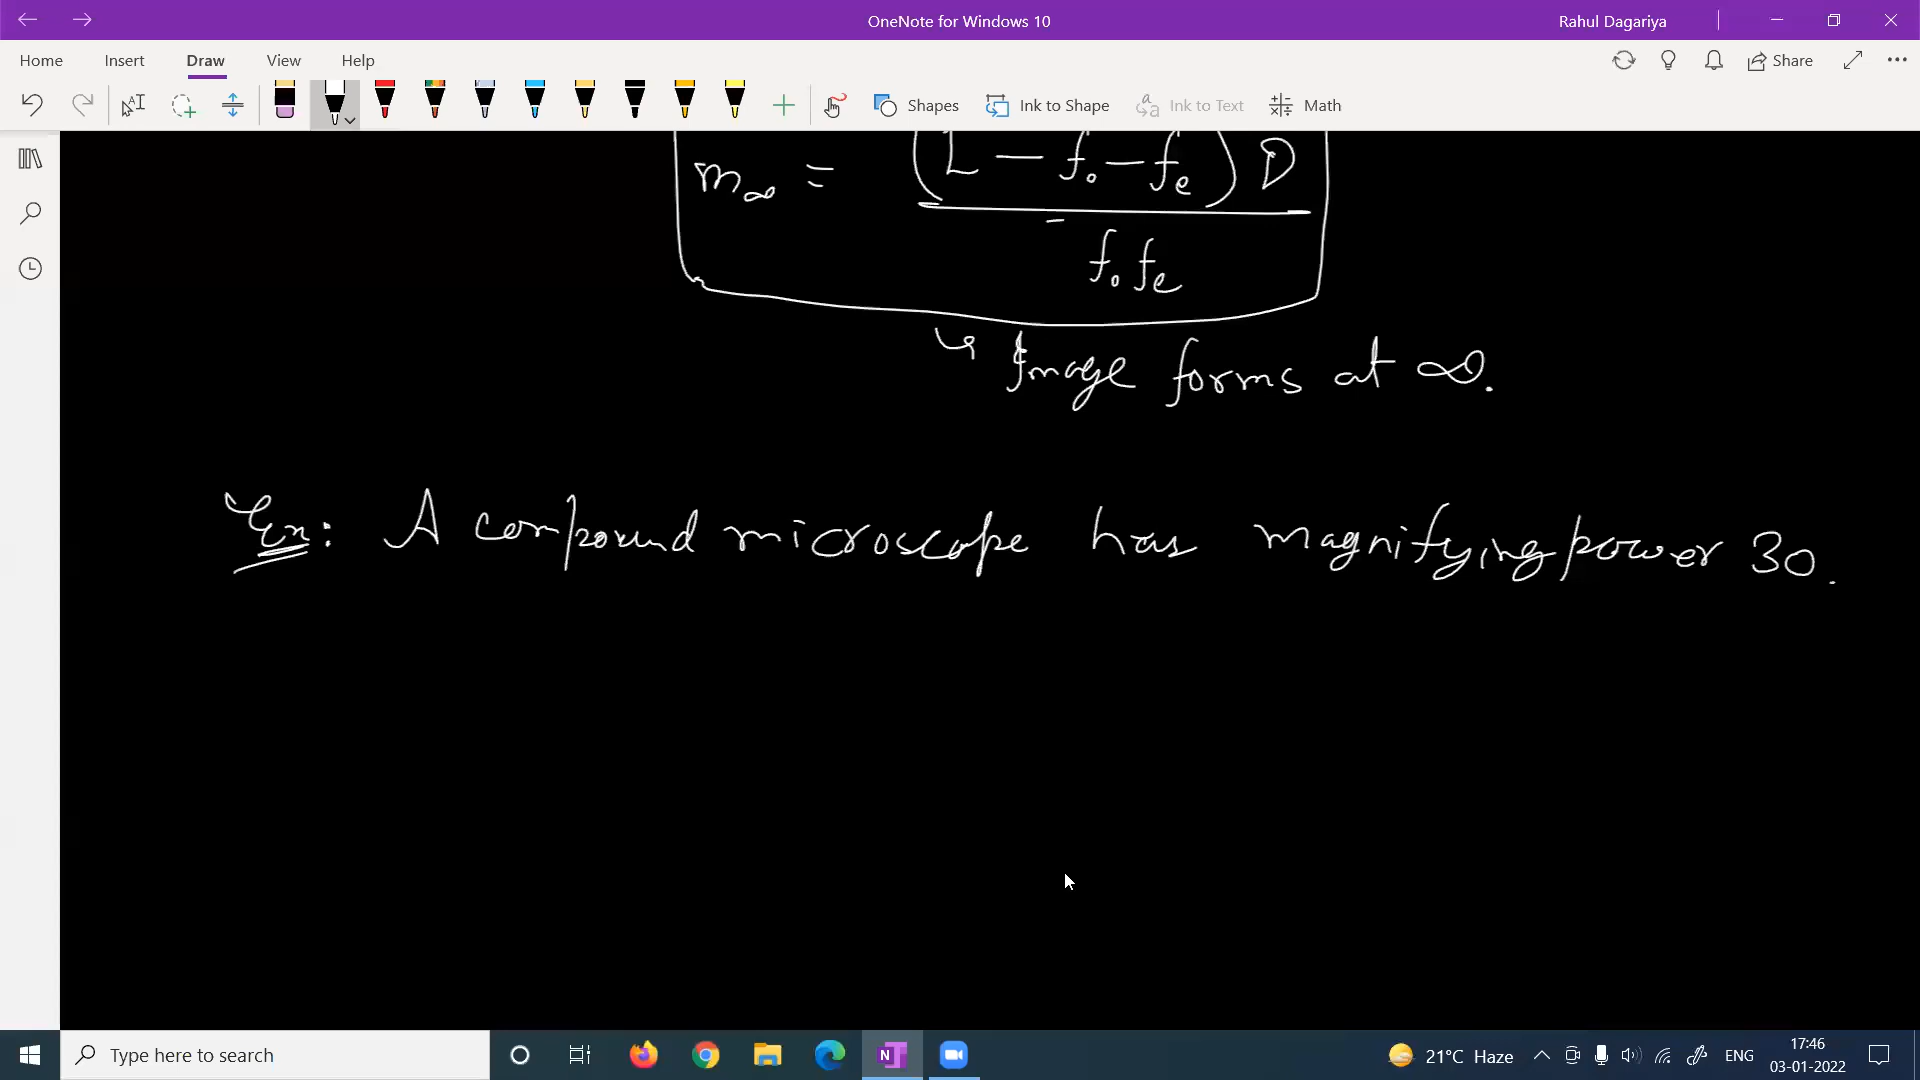 OneNote for Windows 10
Rahul Dagariya
Home Insert Draw View Help
Share
Shapes Ink to Shape Ink to Text Math
m∞ = (L - f₀ - fₑ) D
f₀ fₑ
↳ Image forms at ∞.
Ex: A compound microscope has magnifying power 30.
Type here to search
21°C Haze
ENG
17:46
03-01-2022